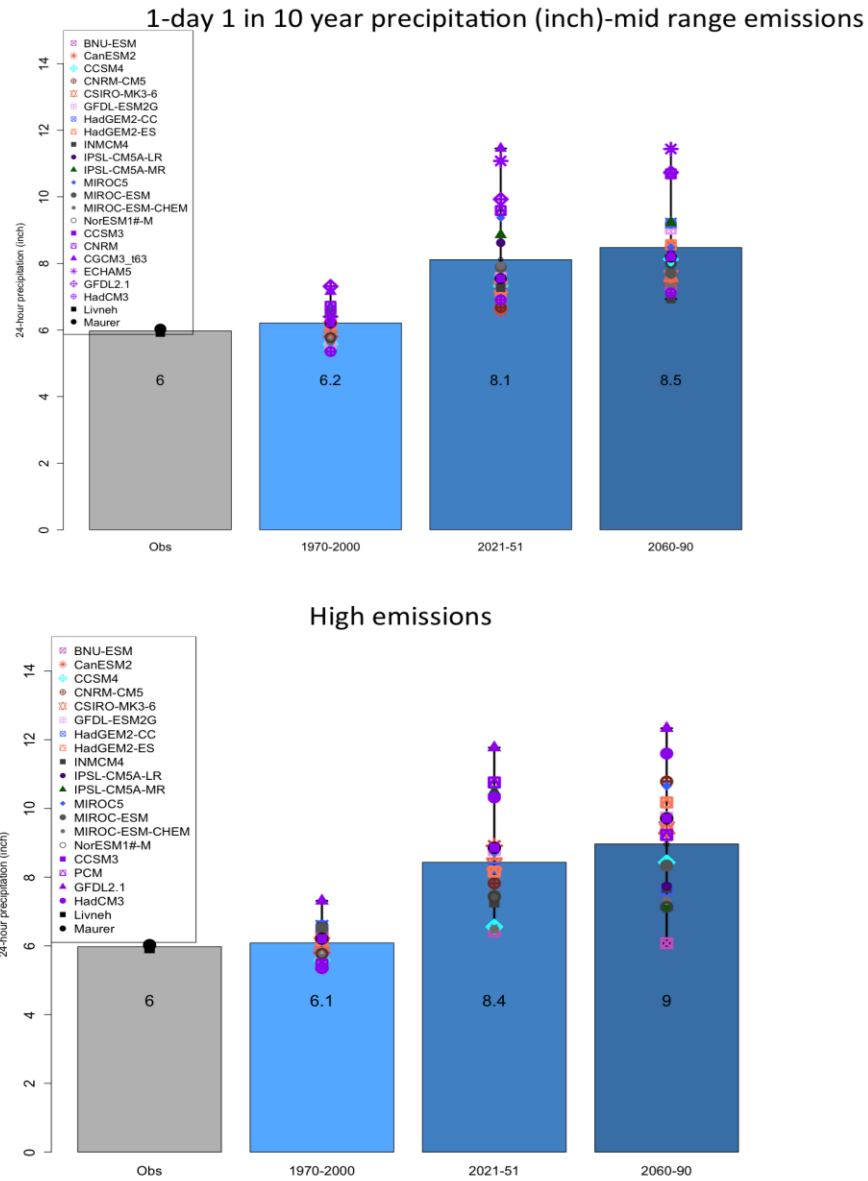 1-day 1 in 10 year precipitation (inch)-mid range emissions
24-hour precipitation (inch)
14
12
10
8
6
4
2
0
BNU-ESM
CanESM2
CCSM4
CNRM-CM5
CSIRO-MK3-6
GFDL-ESM2G
HadGEM2-CC
HadGEM2-ES
INMCM4
IPSL-CM5A-LR
IPSL-CM5A-MR
MIROC5
MIROC-ESM
MIROC-ESM-CHEM
NorESM1#-M
CCSM3
CNRM
CGCM3_t63
ECHAM5
GFDL2.1
HadCM3
Livneh
Maurer
6
6.2
8.1
8.5
Obs
1970-2000
2021-51
2060-90
High emissions
24-hour precipitation (inch)
14
12
10
8
6
4
2
0
BNU-ESM
CanESM2
CCSM4
CNRM-CM5
CSIRO-MK3-6
GFDL-ESM2G
HadGEM2-CC
HadGEM2-ES
INMCM4
IPSL-CM5A-LR
IPSL-CM5A-MR
MIROC5
MIROC-ESM
MIROC-ESM-CHEM
NorESM1#-M
CCSM3
PCM
GFDL2.1
HadCM3
Livneh
Maurer
6
6.1
8.4
9
Obs
1970-2000
2021-51
2060-90